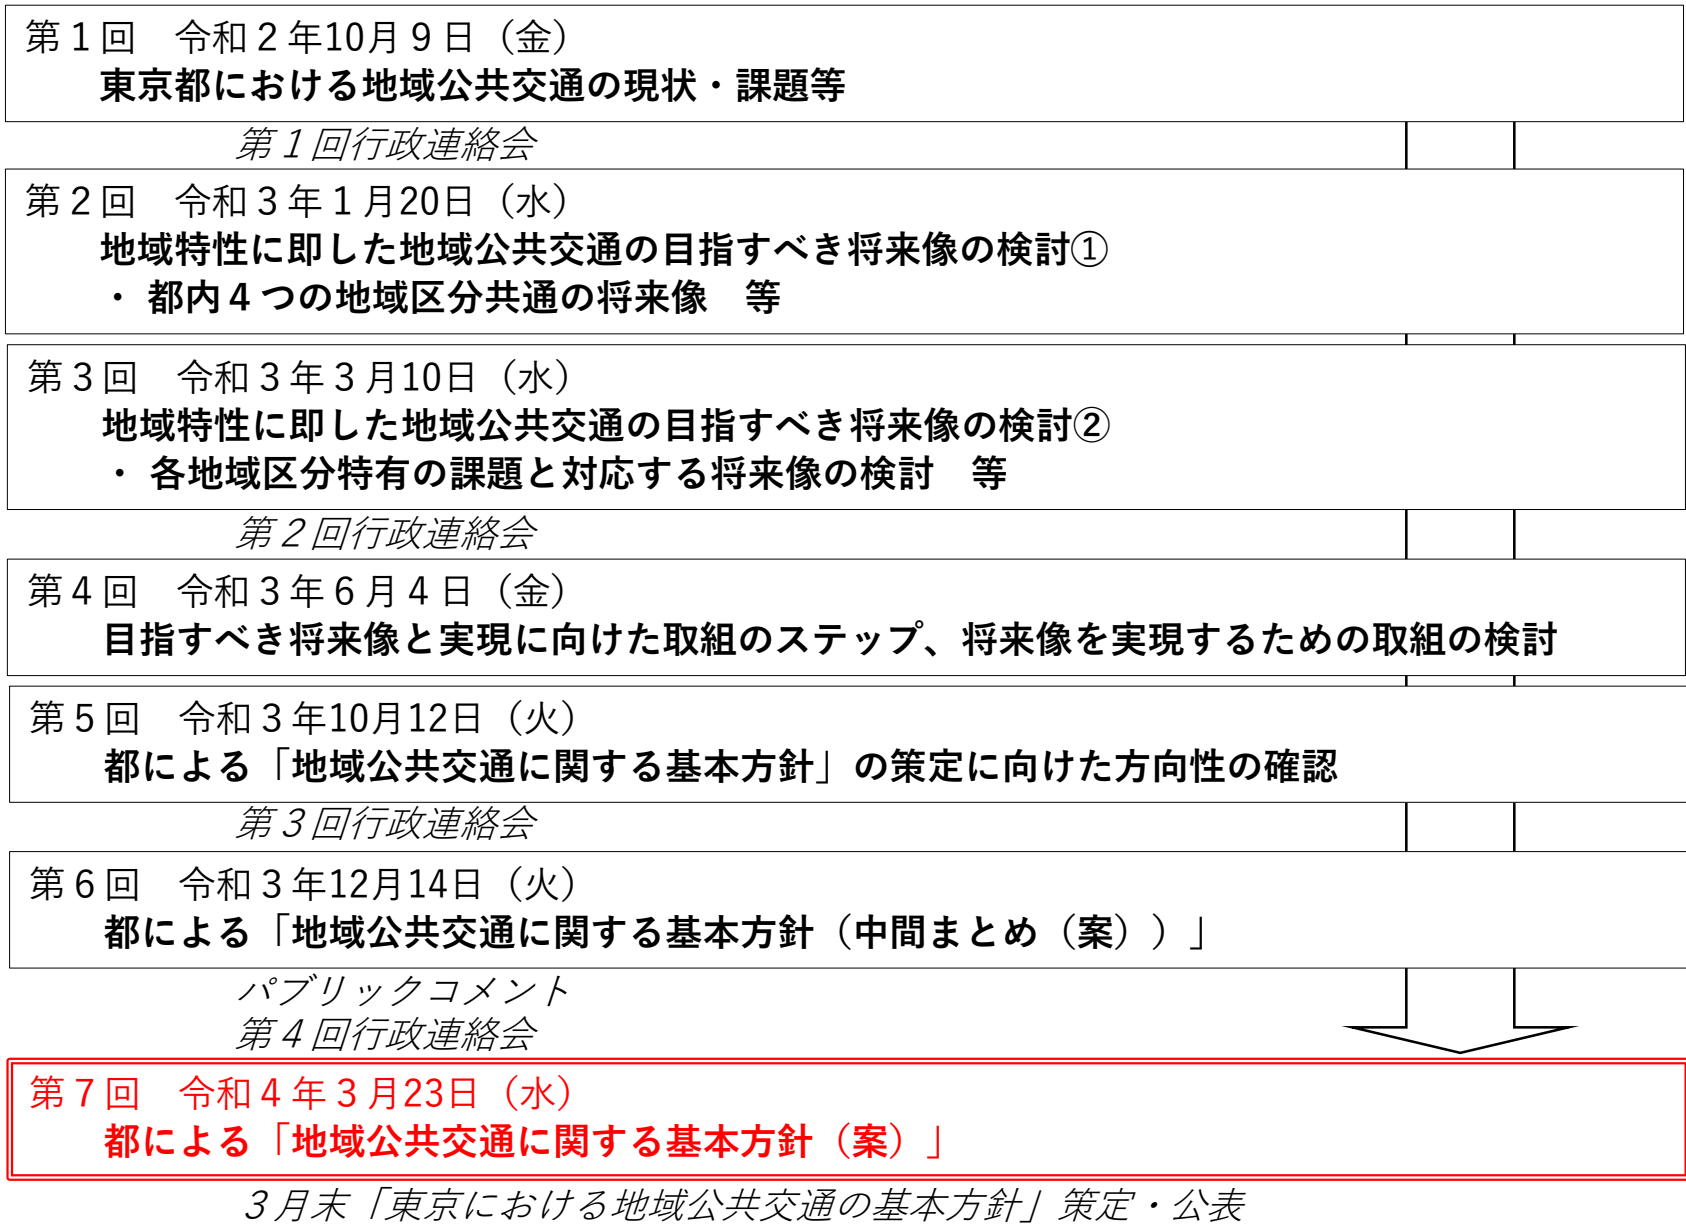 第１回　令和２年10月９日（金）
東京都における地域公共交通の現状・課題等
第１回行政連絡会
第２回　令和３年１月20日（水）
地域特性に即した地域公共交通の目指すべき将来像の検討①
・ 都内４つの地域区分共通の将来像　等
第３回　令和３年３月10日（水）
地域特性に即した地域公共交通の目指すべき将来像の検討②
・ 各地域区分特有の課題と対応する将来像の検討　等
第２回行政連絡会
第４回　令和３年６月４日（金）
目指すべき将来像と実現に向けた取組のステップ、将来像を実現するための取組の検討
第５回　令和３年10月12日（火）
都による「地域公共交通に関する基本方針」の策定に向けた方向性の確認
第３回行政連絡会
第６回　令和３年12月14日（火）
都による「地域公共交通に関する基本方針（中間まとめ（案））」
パブリックコメント
第４回行政連絡会
第７回　令和４年３月23日（水）
都による「地域公共交通に関する基本方針（案）」
３月末「東京における地域公共交通の基本方針」策定・公表